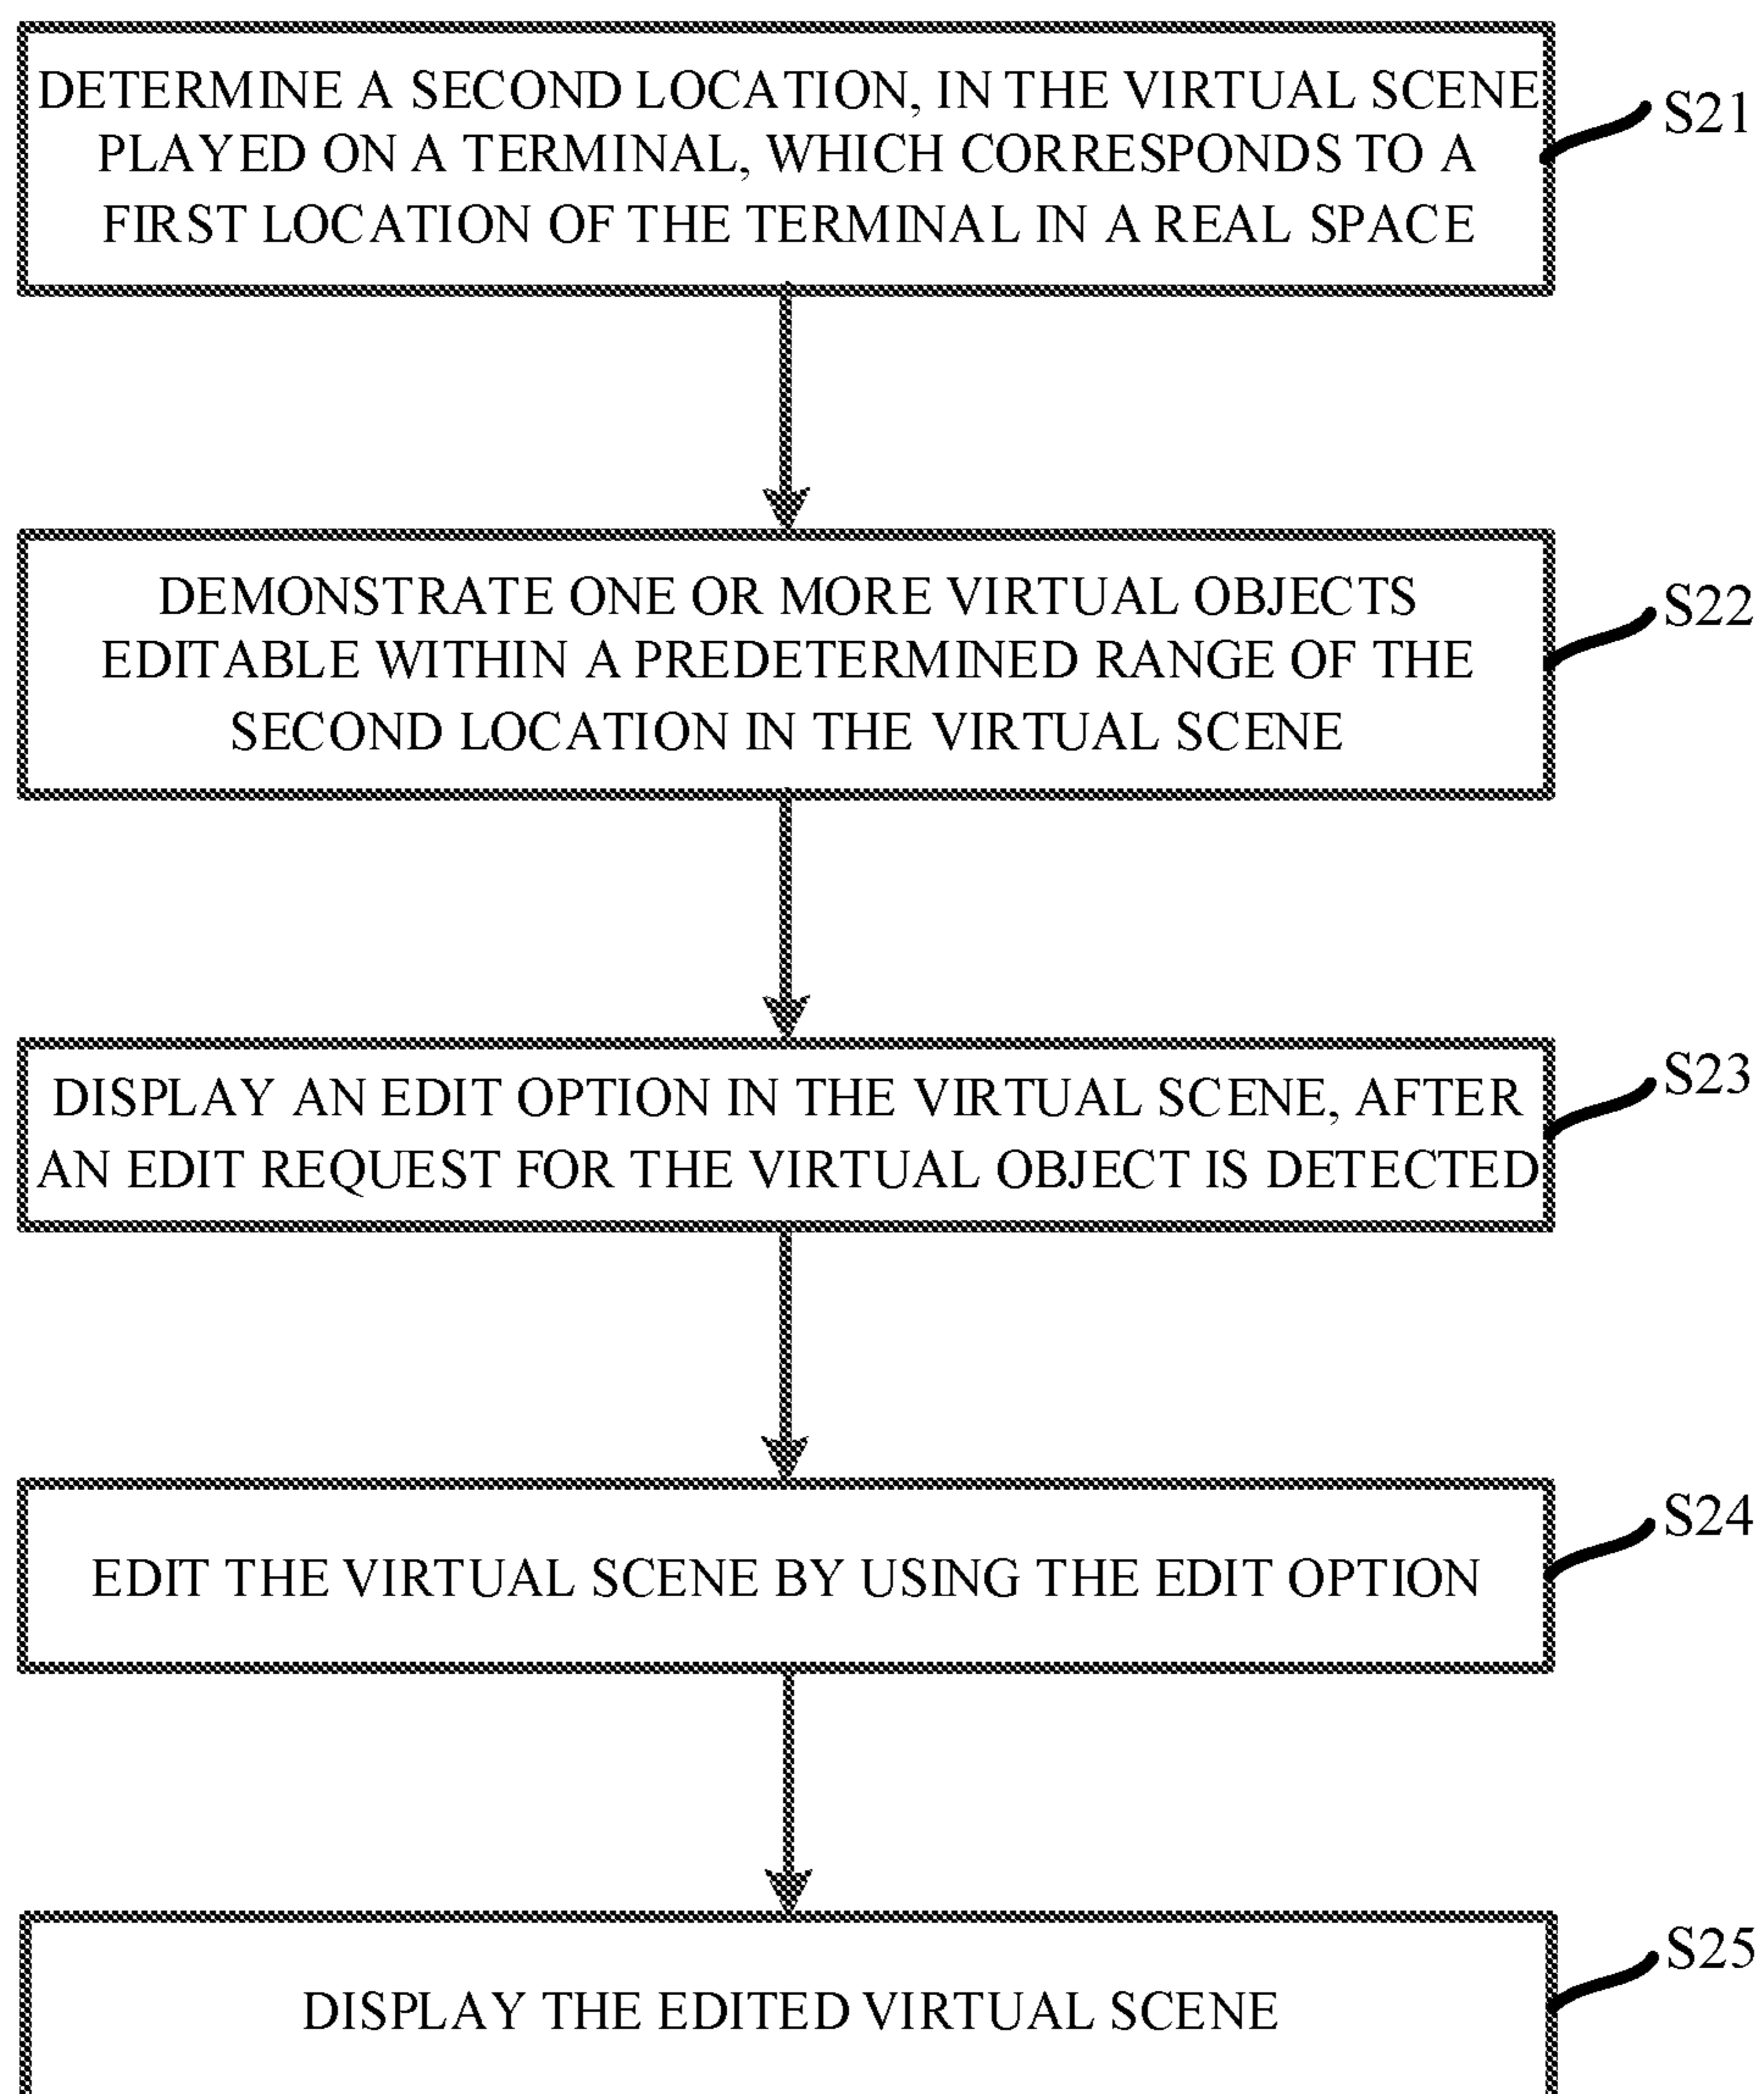 DETERMINE A SECOND LOCATION, IN THE VIRTUAL SCENE
PLAYED ON A TERMINAL, WHICH CORRESPONDS TO A
FIRST LOCATION OF THE TERMINAL IN A REAL SPACE
S21
DEMONSTRATE ONE OR MORE VIRTUAL OBJECTS
EDITABLE WITHIN A PREDETERMINED RANGE OF THE
SECOND LOCATION IN THE VIRTUAL SCENE
S22
DISPLAY AN EDIT OPTION IN THE VIRTUAL SCENE, AFTER
AN EDIT REQUEST FOR THE VIRTUAL OBJECT IS DETECTED
S23
EDIT THE VIRTUAL SCENE BY USING THE EDIT OPTION
S24
DISPLAY THE EDITED VIRTUAL SCENE
S25